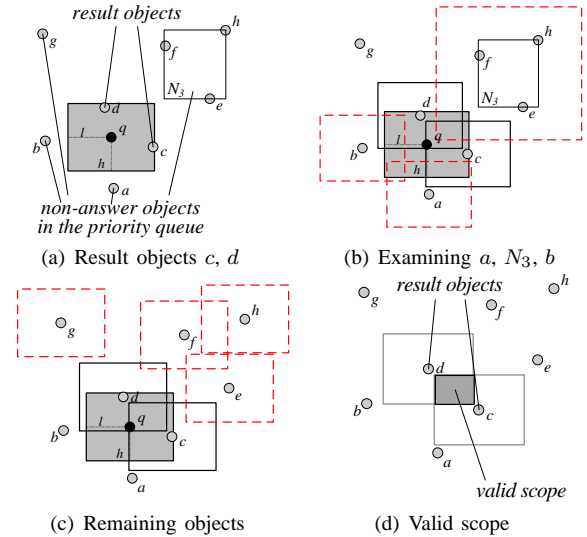 result objects
g
h
f
N3
d
e
l
q
b
c
h
a
non-answer objects
in the priority queue
(a) Result objects c, d
g
h
f
N3
d
e
l
q
b
c
h
a
(b) Examining a, N3, b
g
h
f
e
d
l
q
b
c
h
a
(c) Remaining objects
result objects
g
h
f
e
d
b
c
a
valid scope
(d) Valid scope